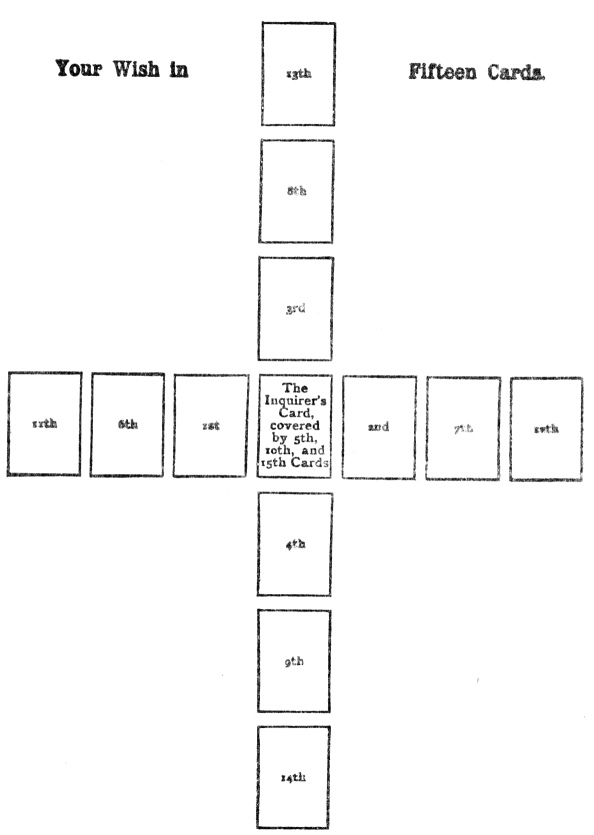 Your Wish in
13th
Fifteen Cards.
8th
3rd
11th 6th 1st
The
Inquirer's
Card,
covered
by 5th,
10th, and
15th Cards
2nd 7th 12th
4th
9th
14th